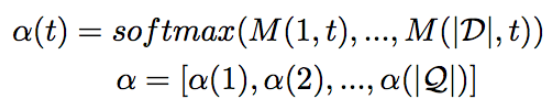 α(t) = softmax(M(1, t), ..., M(|𝒟|, t))
α = [α(1), α(2), ..., α(|𝒬|)]